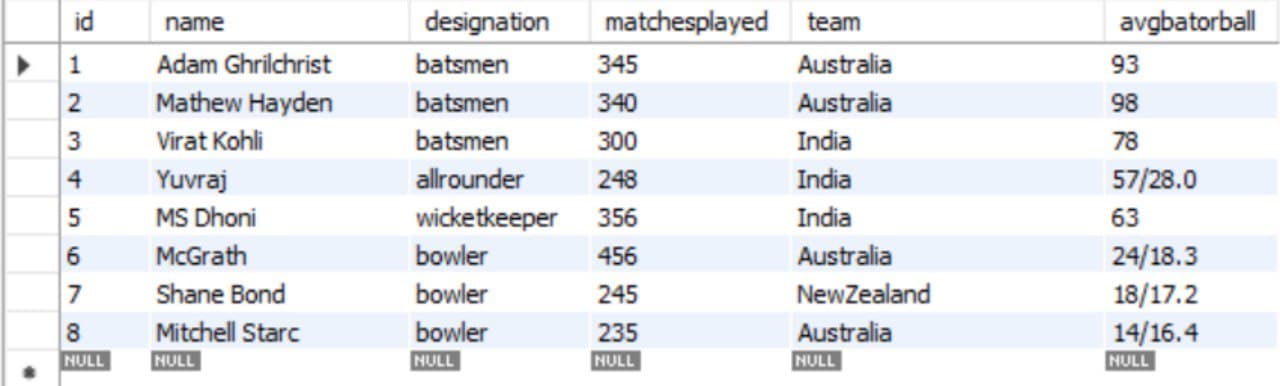 id name designation matchesplayed team avgbatorball
1 Adam Ghrilchrist batsmen 345 Australia 93
2 Mathew Hayden batsmen 340 Australia 98
3 Virat Kohli batsmen 300 India 78
4 Yuvraj allrounder 248 India 57/28.0
5 MS Dhoni wicketkeeper 356 India 63
6 McGrath bowler 456 Australia 24/18.3
7 Shane Bond bowler 245 NewZealand 18/17.2
8 Mitchell Starc bowler 235 Australia 14/16.4
NULL NULL NULL NULL NULL NULL